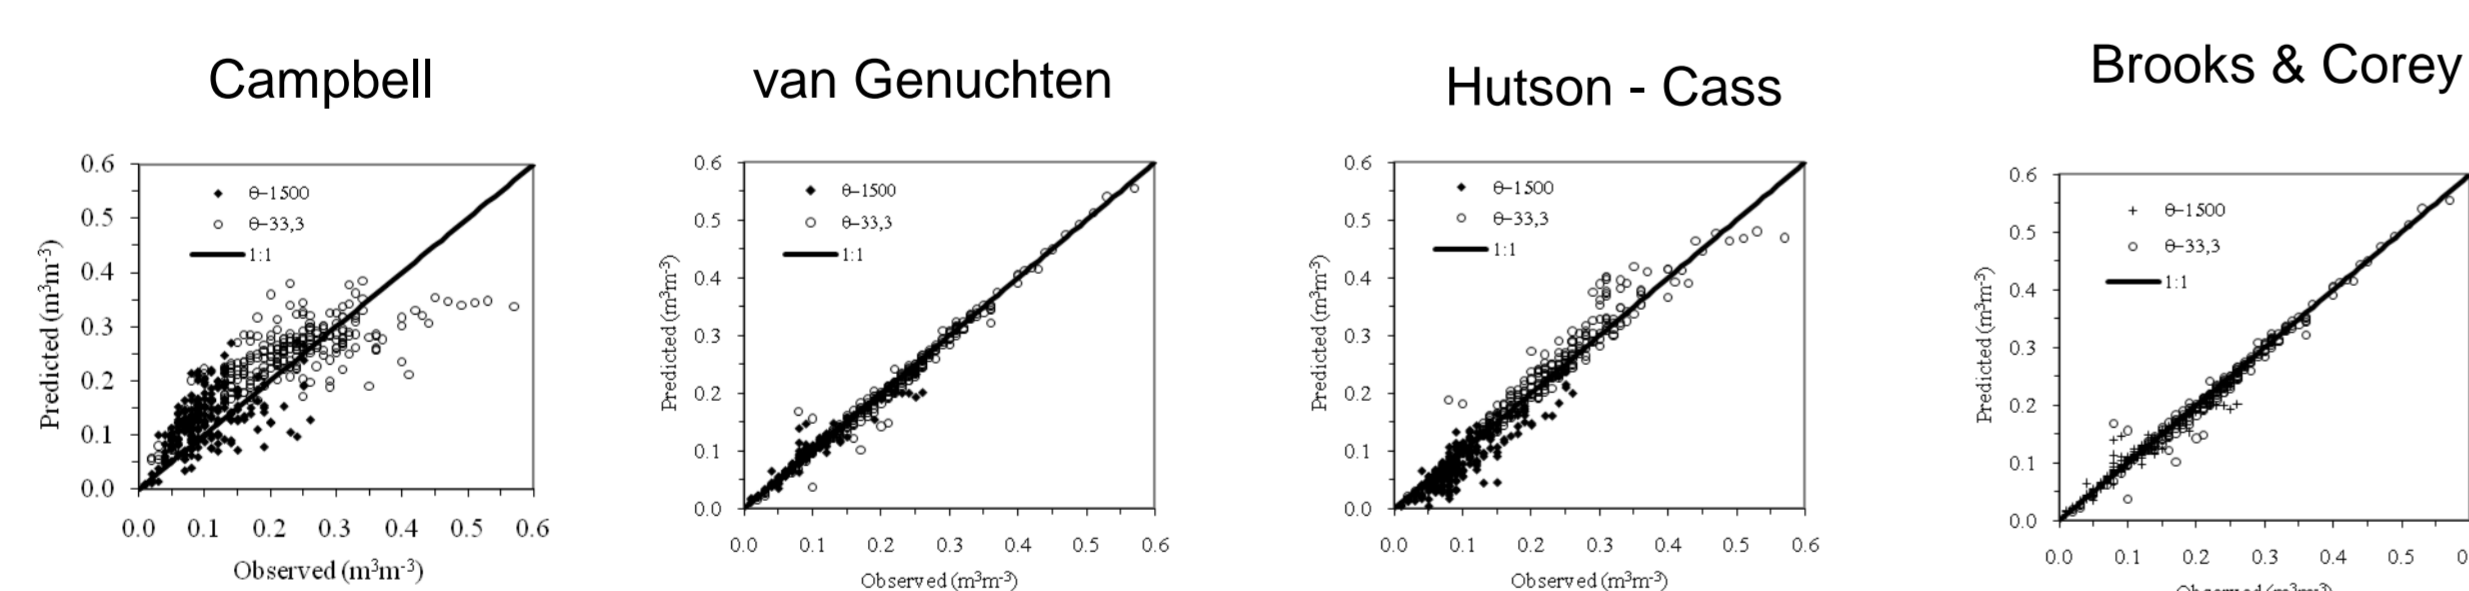 Campbell
0.6
0.5
0.4
0.3
0.2
0.1
0.0
Predicted (m³m⁻³)
θ–1500
θ–33,3
1:1
0.0 0.1 0.2 0.3 0.4 0.5 0.6
Observed (m³m⁻³)
van Genuchten
0.6
0.5
0.4
0.3
0.2
0.1
0.0
Predicted (m³m⁻³)
θ–1500
θ–33,3
1:1
0.0 0.1 0.2 0.3 0.4 0.5 0.6
Observed (m³m⁻³)
Hutson - Cass
0.6
0.5
0.4
0.3
0.2
0.1
0.0
Predicted (m³m⁻³)
θ–1500
θ–33,3
1:1
0.0 0.1 0.2 0.3 0.4 0.5 0.6
Observed (m³m⁻³)
Brooks & Corey
0.6
0.5
0.4
0.3
0.2
0.1
0.0
Predicted (m³m⁻³)
θ–1500
θ–33,3
1:1
0.0 0.1 0.2 0.3 0.4 0.5
Observed (m³m⁻³)